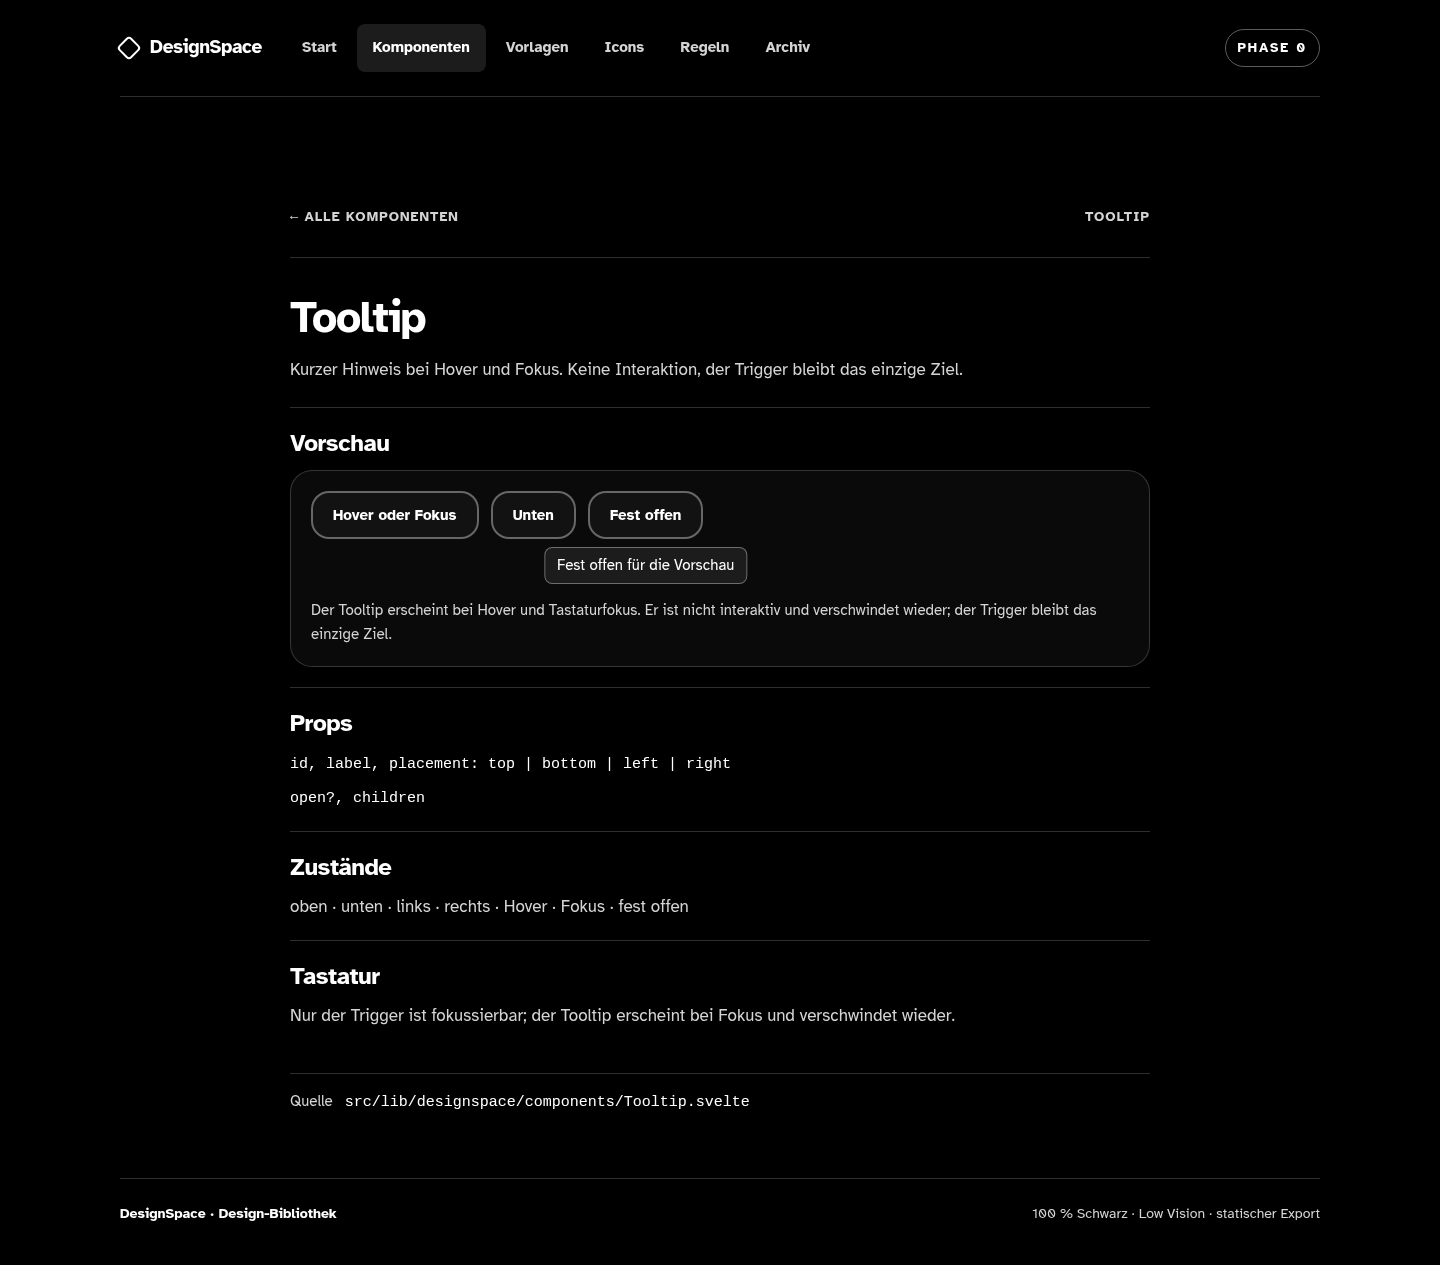 DesignSpace Start Komponenten Vorlagen Icons Regeln Archiv PHASE 0
← ALLE KOMPONENTEN TOOLTIP
Tooltip
Kurzer Hinweis bei Hover und Fokus. Keine Interaktion, der Trigger bleibt das einzige Ziel.
Vorschau
Hover oder Fokus Unten Fest offen
Fest offen für die Vorschau
Der Tooltip erscheint bei Hover und Tastaturfokus. Er ist nicht interaktiv und verschwindet wieder; der Trigger bleibt das
einzige Ziel.
Props
id, label, placement: top | bottom | left | right
open?, children
Zustände
oben · unten · links · rechts · Hover · Fokus · fest offen
Tastatur
Nur der Trigger ist fokussierbar; der Tooltip erscheint bei Fokus und verschwindet wieder.
Quelle src/lib/designspace/components/Tooltip.svelte
DesignSpace · Design-Bibliothek 100 % Schwarz · Low Vision · statischer Export